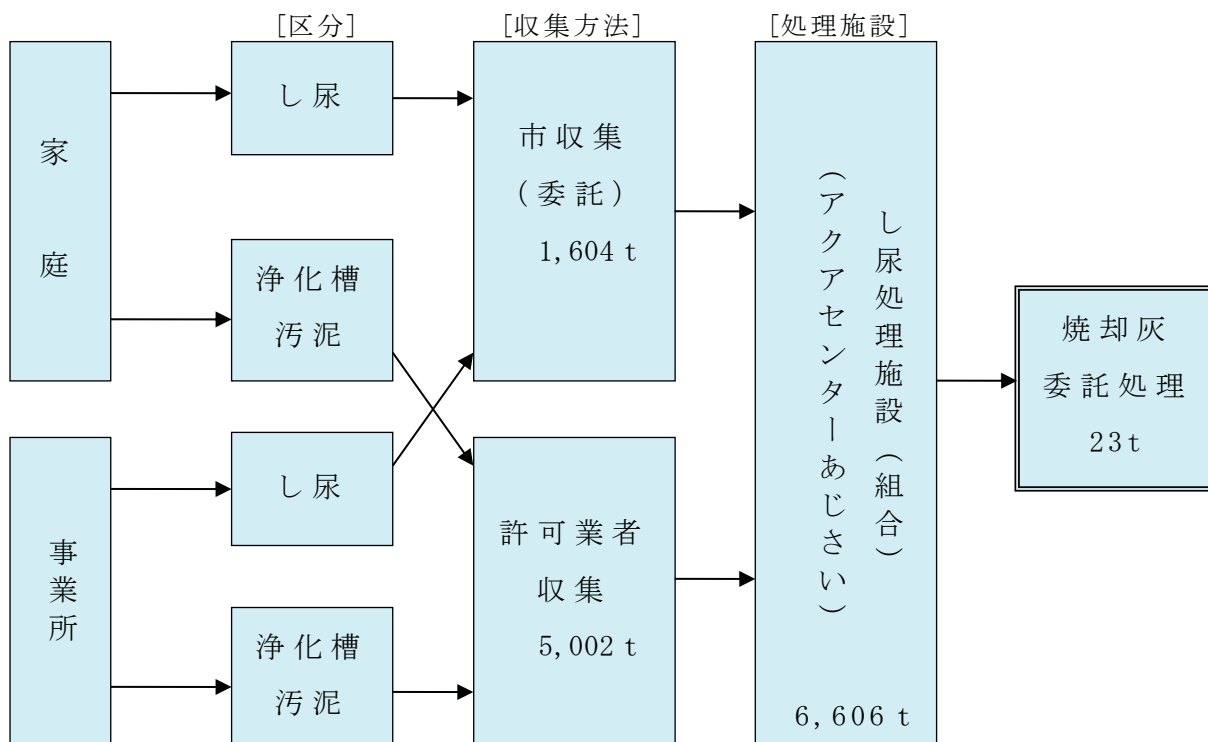 [区分]
[収集方法]
[処理施設]
家庭
し尿
浄化槽
汚泥
事業所
し尿
浄化槽
汚泥
市収集
(委託)
1,604 t
許可業者
収集
5,002 t
し尿処理施設（組合）
（アクアセンターあじさい）
6,606 t
焼却灰
委託処理
23t